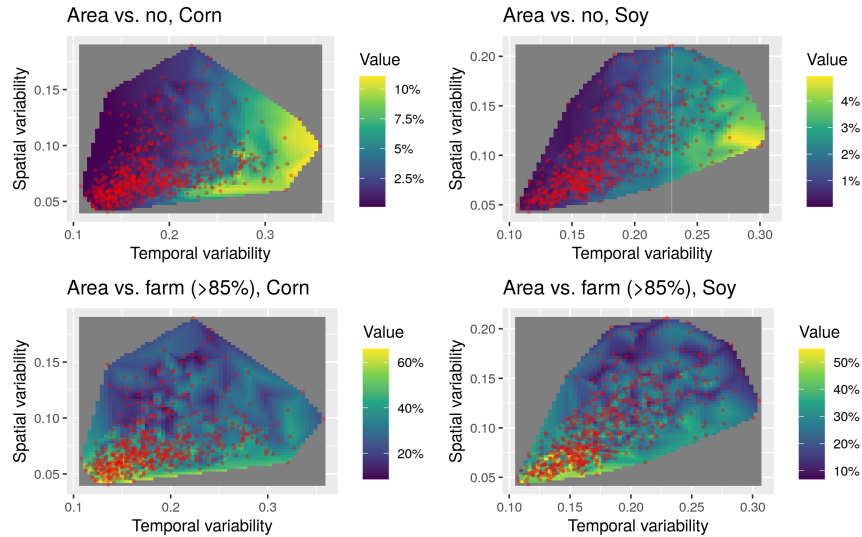 Area vs. no, Corn
Spatial variability
0.15
0.10
0.05
0.1
0.2
0.3
Temporal variability
Value
10%
7.5%
5%
2.5%
Area vs. no, Soy
Spatial variability
0.20
0.15
0.10
0.05
0.10
0.15
0.20
0.25
0.30
Temporal variability
Value
4%
3%
2%
1%
Area vs. farm (>85%), Corn
Spatial variability
0.15
0.10
0.05
0.1
0.2
0.3
Temporal variability
Value
60%
40%
20%
Area vs. farm (>85%), Soy
Spatial variability
0.20
0.15
0.10
0.05
0.10
0.15
0.20
0.25
0.30
Temporal variability
Value
50%
40%
30%
20%
10%